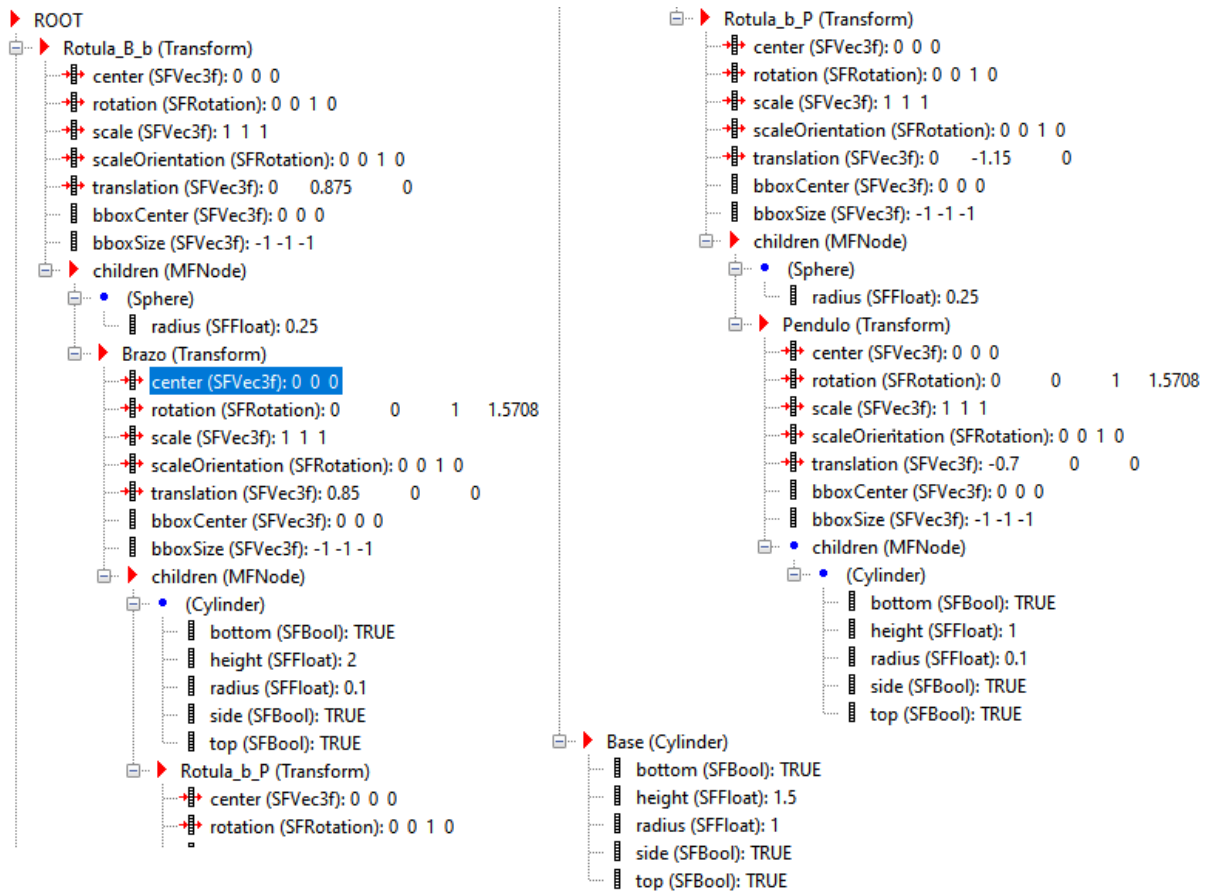 ROOT
Rotula_B_b (Transform)
center (SFVec3f): 0 0 0
rotation (SFRotation): 0 0 1 0
scale (SFVec3f): 1 1 1
scaleOrientation (SFRotation): 0 0 1 0
translation (SFVec3f): 0 0.875 0
bboxCenter (SFVec3f): 0 0 0
bboxSize (SFVec3f): -1 -1 -1
children (MFNode)
(Sphere)
radius (SFFloat): 0.25
Brazo (Transform)
center (SFVec3f): 0 0 0
rotation (SFRotation): 0 0 1 1.5708
scale (SFVec3f): 1 1 1
scaleOrientation (SFRotation): 0 0 1 0
translation (SFVec3f): 0.85 0 0
bboxCenter (SFVec3f): 0 0 0
bboxSize (SFVec3f): -1 -1 -1
children (MFNode)
(Cylinder)
bottom (SFBool): TRUE
height (SFFloat): 2
radius (SFFloat): 0.1
side (SFBool): TRUE
top (SFBool): TRUE
Rotula_b_P (Transform)
center (SFVec3f): 0 0 0
rotation (SFRotation): 0 0 1 0
Rotula_b_P (Transform)
center (SFVec3f): 0 0 0
rotation (SFRotation): 0 0 1 0
scale (SFVec3f): 1 1 1
scaleOrientation (SFRotation): 0 0 1 0
translation (SFVec3f): 0 -1.15 0
bboxCenter (SFVec3f): 0 0 0
bboxSize (SFVec3f): -1 -1 -1
children (MFNode)
(Sphere)
radius (SFFloat): 0.25
Pendulo (Transform)
center (SFVec3f): 0 0 0
rotation (SFRotation): 0 0 1 1.5708
scale (SFVec3f): 1 1 1
scaleOrientation (SFRotation): 0 0 1 0
translation (SFVec3f): -0.7 0 0
bboxCenter (SFVec3f): 0 0 0
bboxSize (SFVec3f): -1 -1 -1
children (MFNode)
(Cylinder)
bottom (SFBool): TRUE
height (SFFloat): 1
radius (SFFloat): 0.1
side (SFBool): TRUE
top (SFBool): TRUE
Base (Cylinder)
bottom (SFBool): TRUE
height (SFFloat): 1.5
radius (SFFloat): 1
side (SFBool): TRUE
top (SFBool): TRUE